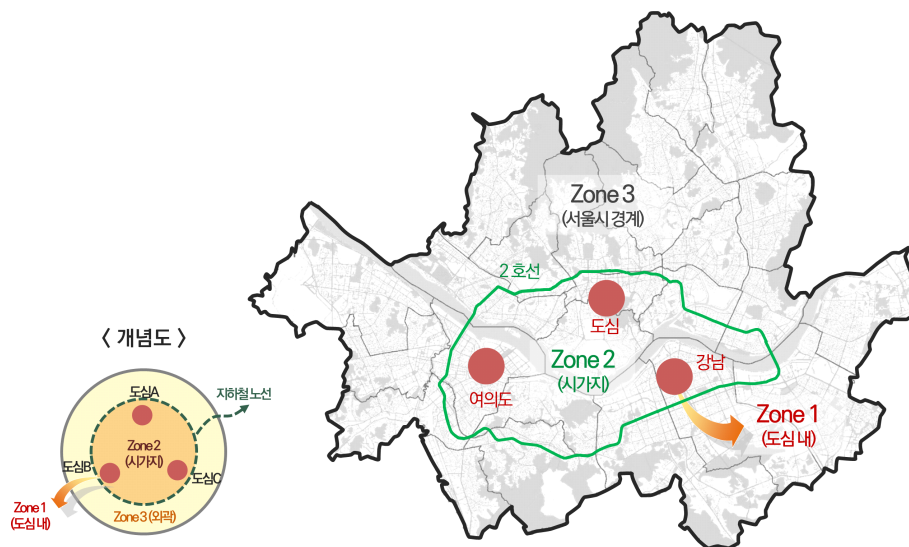 Zone 3
(서울시 경계)
2 호선
도심
Zone 2
(시가지)
강남
여의도
Zone 1
(도심 내)
< 개념도 >
지하철 노선
도심A
Zone 2
(시가지)
도심B
도심C
Zone 1
(도심 내)
Zone 3 (외곽)